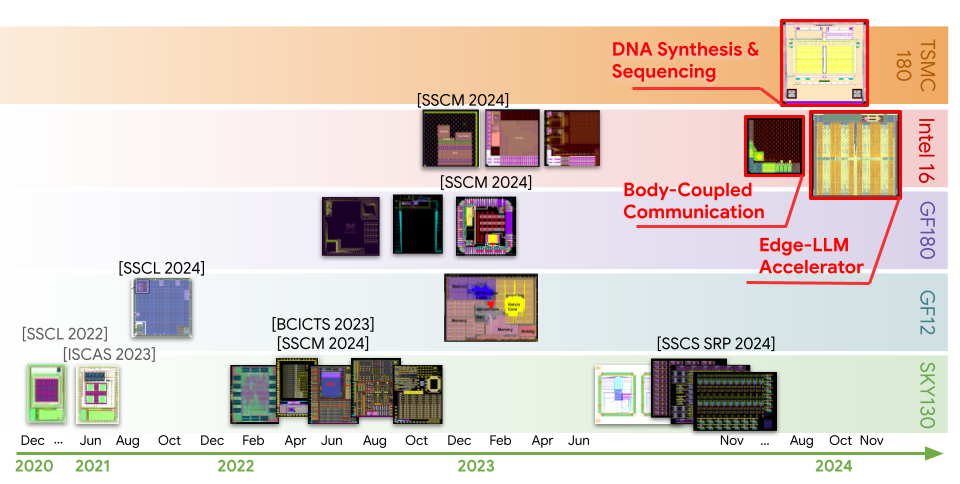 DNA Synthesis &
Sequencing
TSMC
180
[SSCM 2024]
Intel 16
Body-Coupled
Communication
[SSCM 2024]
GF180
Edge-LLM
Accelerator
[SSCL 2024]
GF12
[SSCL 2022]
[ISCAS 2023]
[BCICTS 2023]
[SSCM 2024]
[SSCS SRP 2024]
SKY130
Dec ... Jun Aug Oct Dec Feb Apr Jun Aug Oct Dec Feb Apr Jun Nov ... Aug Oct Nov
2020 2021 2022 2023 2024